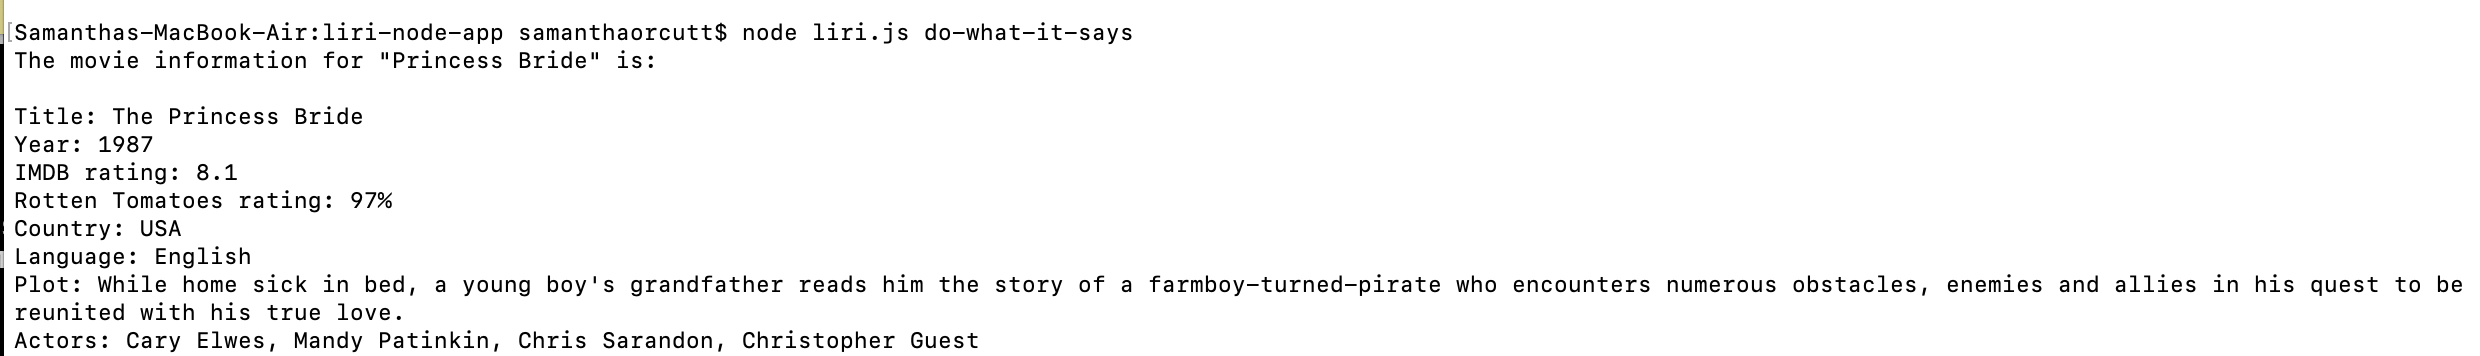 [Samanthas-MacBook-Air:liri-node-app samanthaorcutt$ node liri.js do-what-it-says
The movie information for "Princess Bride" is:
Title: The Princess Bride
Year: 1987
IMDB rating: 8.1
Rotten Tomatoes rating: 97%
Country: USA
Language: English
Plot: While home sick in bed, a young boy's grandfather reads him the story of a farmboy-turned-pirate who encounters numerous obstacles, enemies and allies in his quest to be
reunited with his true love.
Actors: Cary Elwes, Mandy Patinkin, Chris Sarandon, Christopher Guest